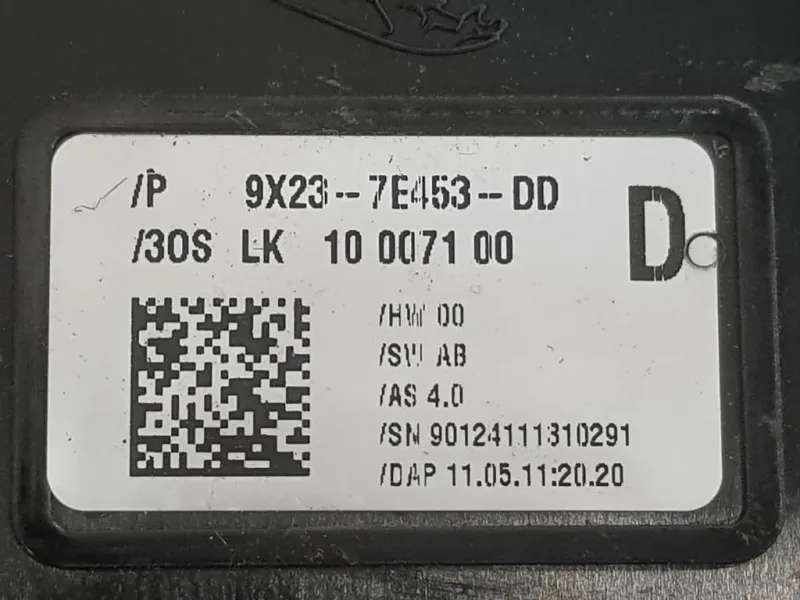 /P 9X23-7E453-DD
D
/30S LK 10 0071 00
/HW 00
/SW AB
/AS 4.0
/SN 90124111310291
/DAP 11.05.11:20.20